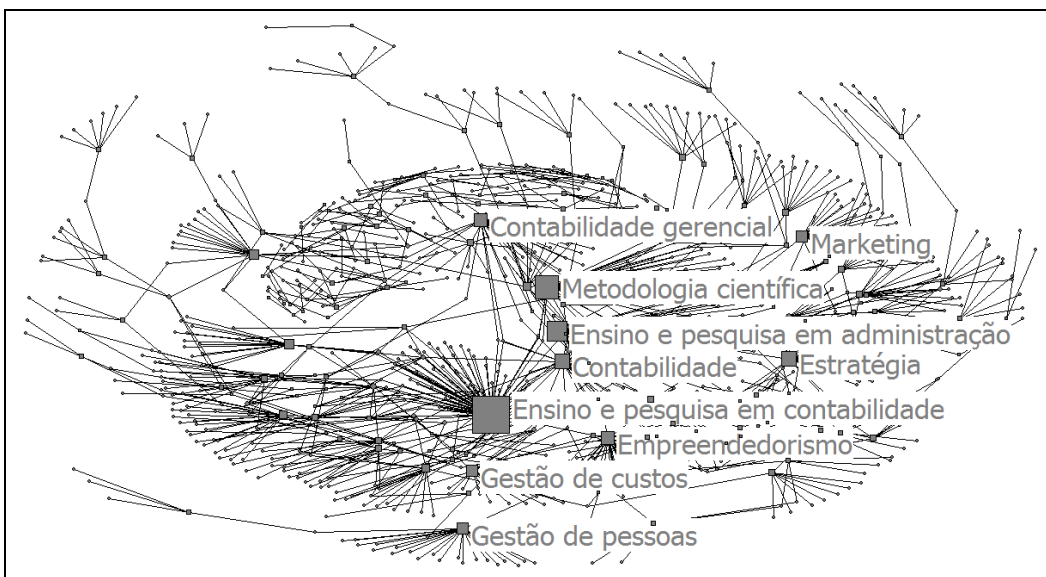 Contabilidade gerencial
Marketing
Metodologia científica
Ensino e pesquisa em administração
Contabilidade
Estratégia
Ensino e pesquisa em contabilidade
Empreendedorismo
Gestão de custos
Gestão de pessoas